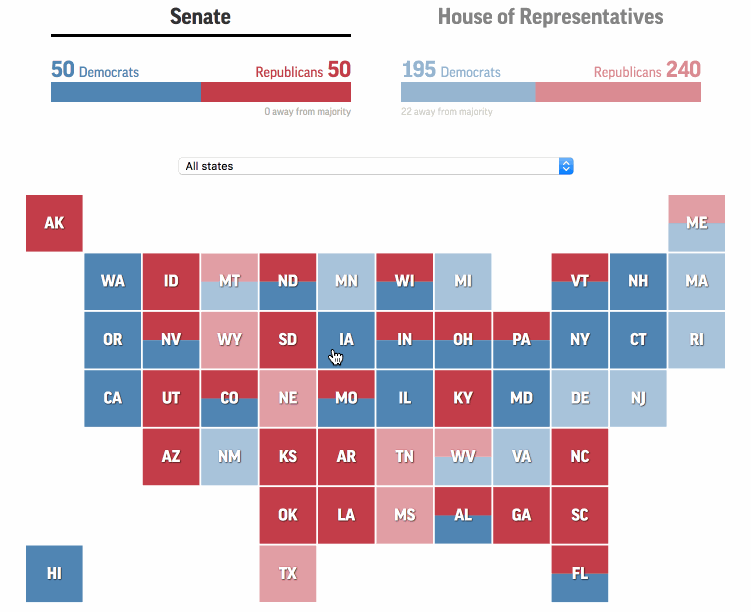 Senate House of Representatives
50 Democrats Republicans 50 195 Democrats Republicans 240
0 away from majority 22 away from majority
All states
AK ME
WA ID MT ND MN WI MI VT NH MA
OR NV WY SD IA IN OH PA NY CT RI
CA UT CO NE MO IL KY MD DE NJ
AZ NM KS AR TN WV VA NC
OK LA MS AL GA SC
HI TX FL